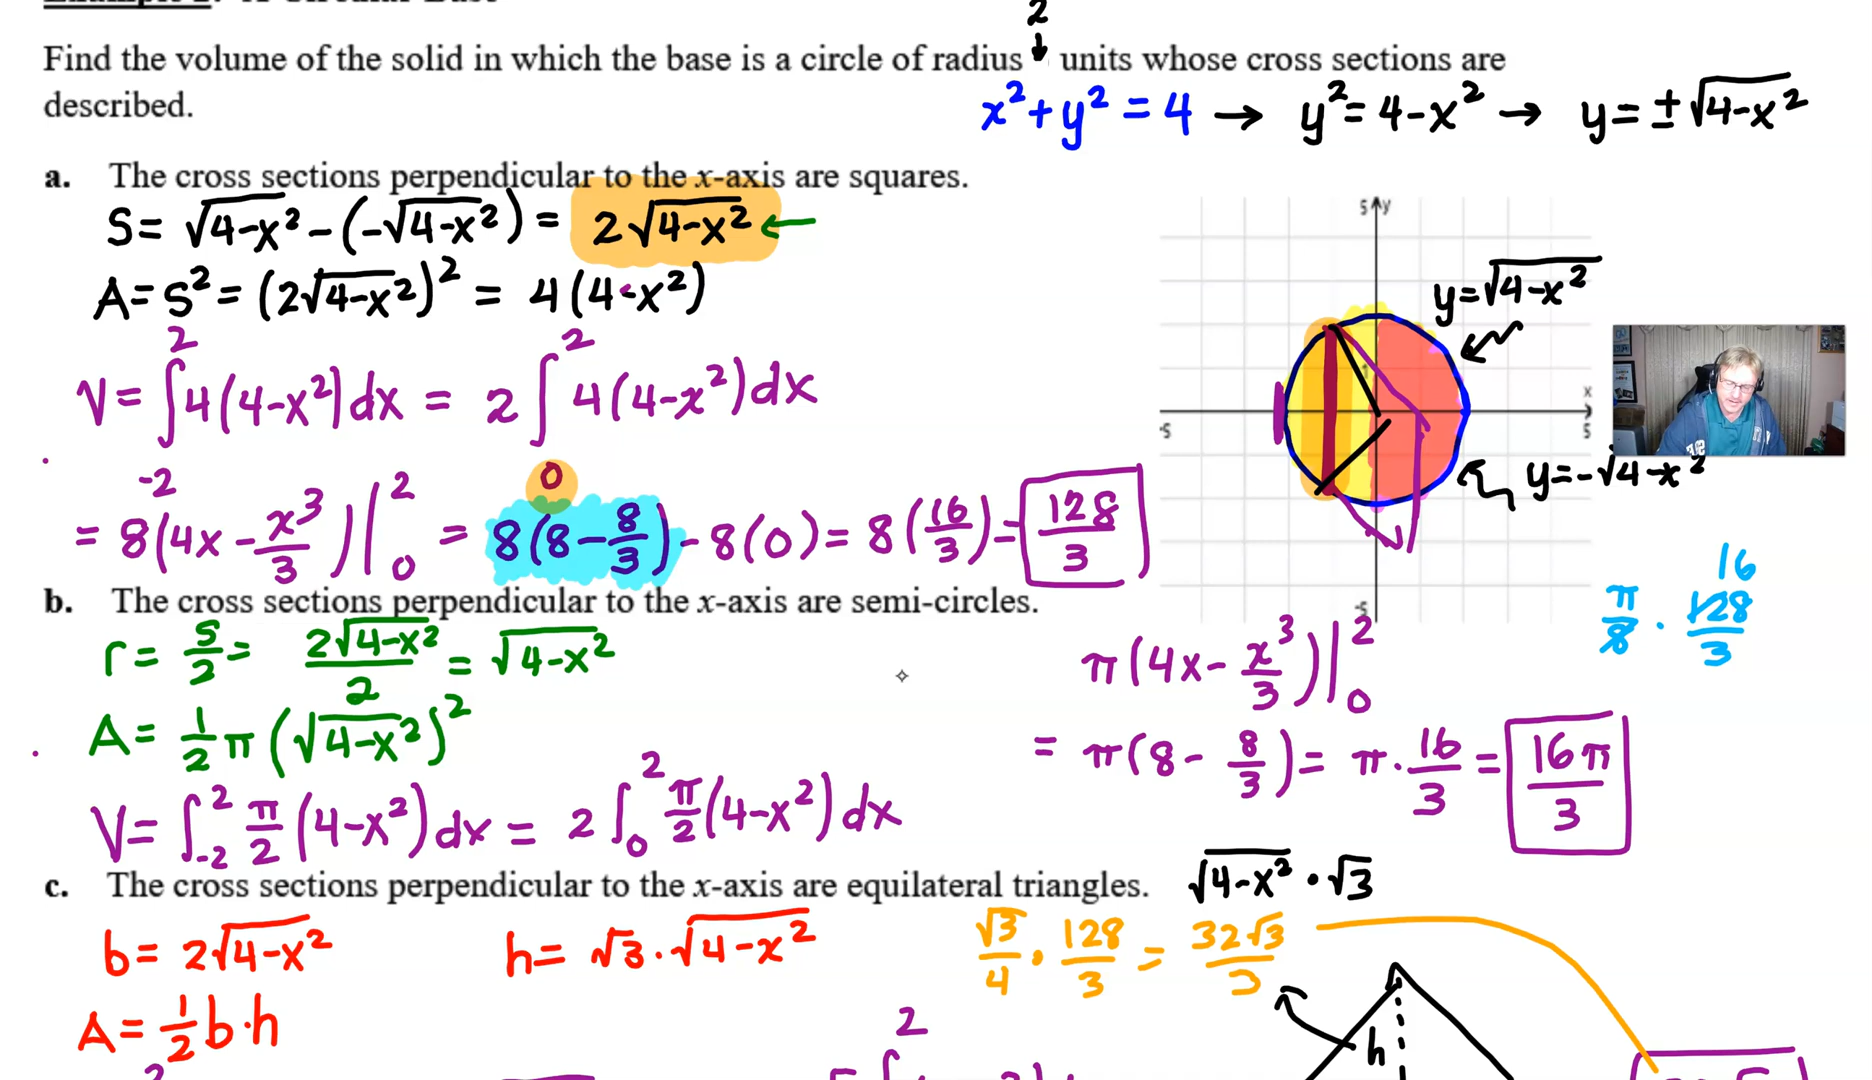 2
Find the volume of the solid in which the base is a circle of radius ↓ units whose cross sections are
described.
x² + y² = 4 → y² = 4-x² → y = ±√(4-x²)
a. The cross sections perpendicular to the x-axis are squares.
S = √(4-x²) - (-√(4-x²)) = 2√(4-x²) ←
A = S² = (2√(4-x²))² = 4(4-x²)
V = ∫₋₂² 4(4-x²)dx = 2∫₀² 4(4-x²)dx
= 8(4x - x³/3)|₀² = 8(8 - 8/3) - 8(0) = 8(16/3) = 128/3
5 y
y = √(4-x²)
1
x
-5
5
y = -√(4-x²)
-5
b. The cross sections perpendicular to the x-axis are semi-circles.
r = s/2 = 2√(4-x²)/2 = √(4-x²)
A = 1/2 π(√(4-x²))²
V = ∫₋₂² π/2 (4-x²)dx = 2∫₀² π/2 (4-x²)dx
π(4x - x³/3)|₀²
= π(8 - 8/3) = π · 16/3 = 16π/3
16
π/8 · 128/3
c. The cross sections perpendicular to the x-axis are equilateral triangles.
√(4-x²) · √3
b = 2√(4-x²) h = √3 · √(4-x²)
√3/4 · 128/3 = 32√3/3
A = 1/2 b·h
h
2
2